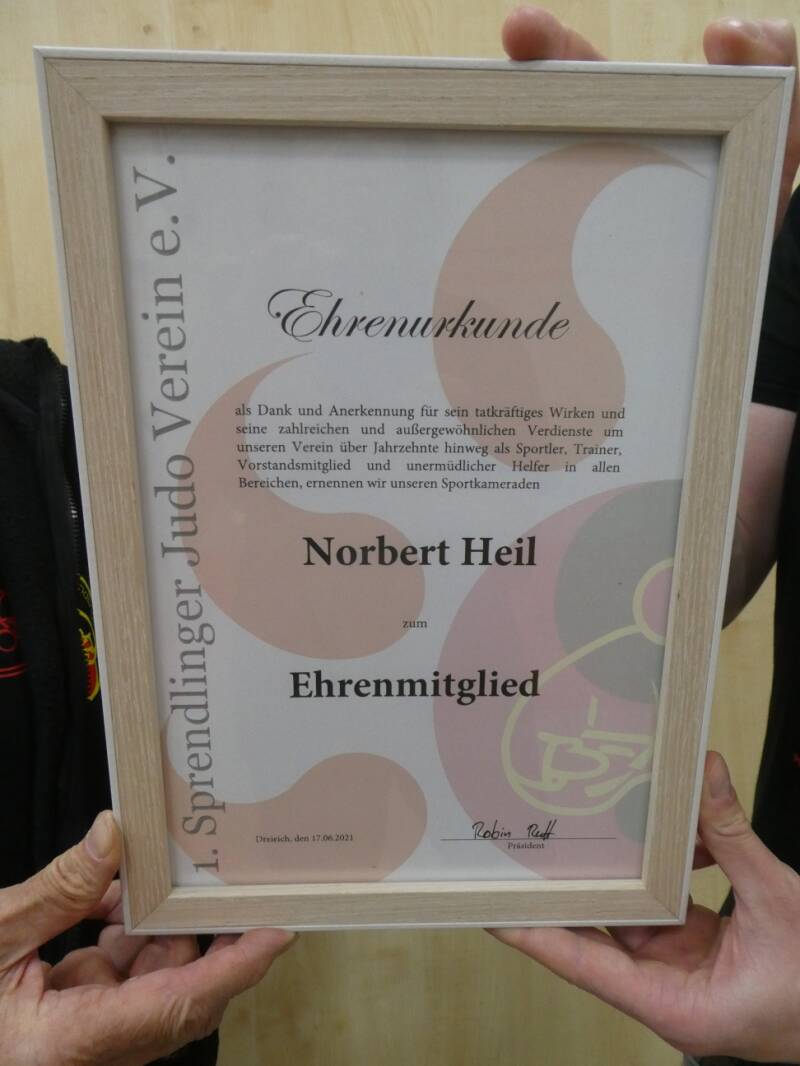 1. Sprendlinger Judo Verein e.V.
Ehrenurkunde
als Dank und Anerkennung für sein tatkräftiges Wirken und
seine zahlreichen und außergewöhnlichen Verdienste um
unseren Verein über Jahrzehnte hinweg als Sportler, Trainer,
Vorstandsmitglied und unermüdlicher Helfer in allen
Bereichen, ernennen wir unseren Sportkameraden
Norbert Heil
zum
Ehrenmitglied
Dreieich, den 17.06.2021
Robin
Präsident